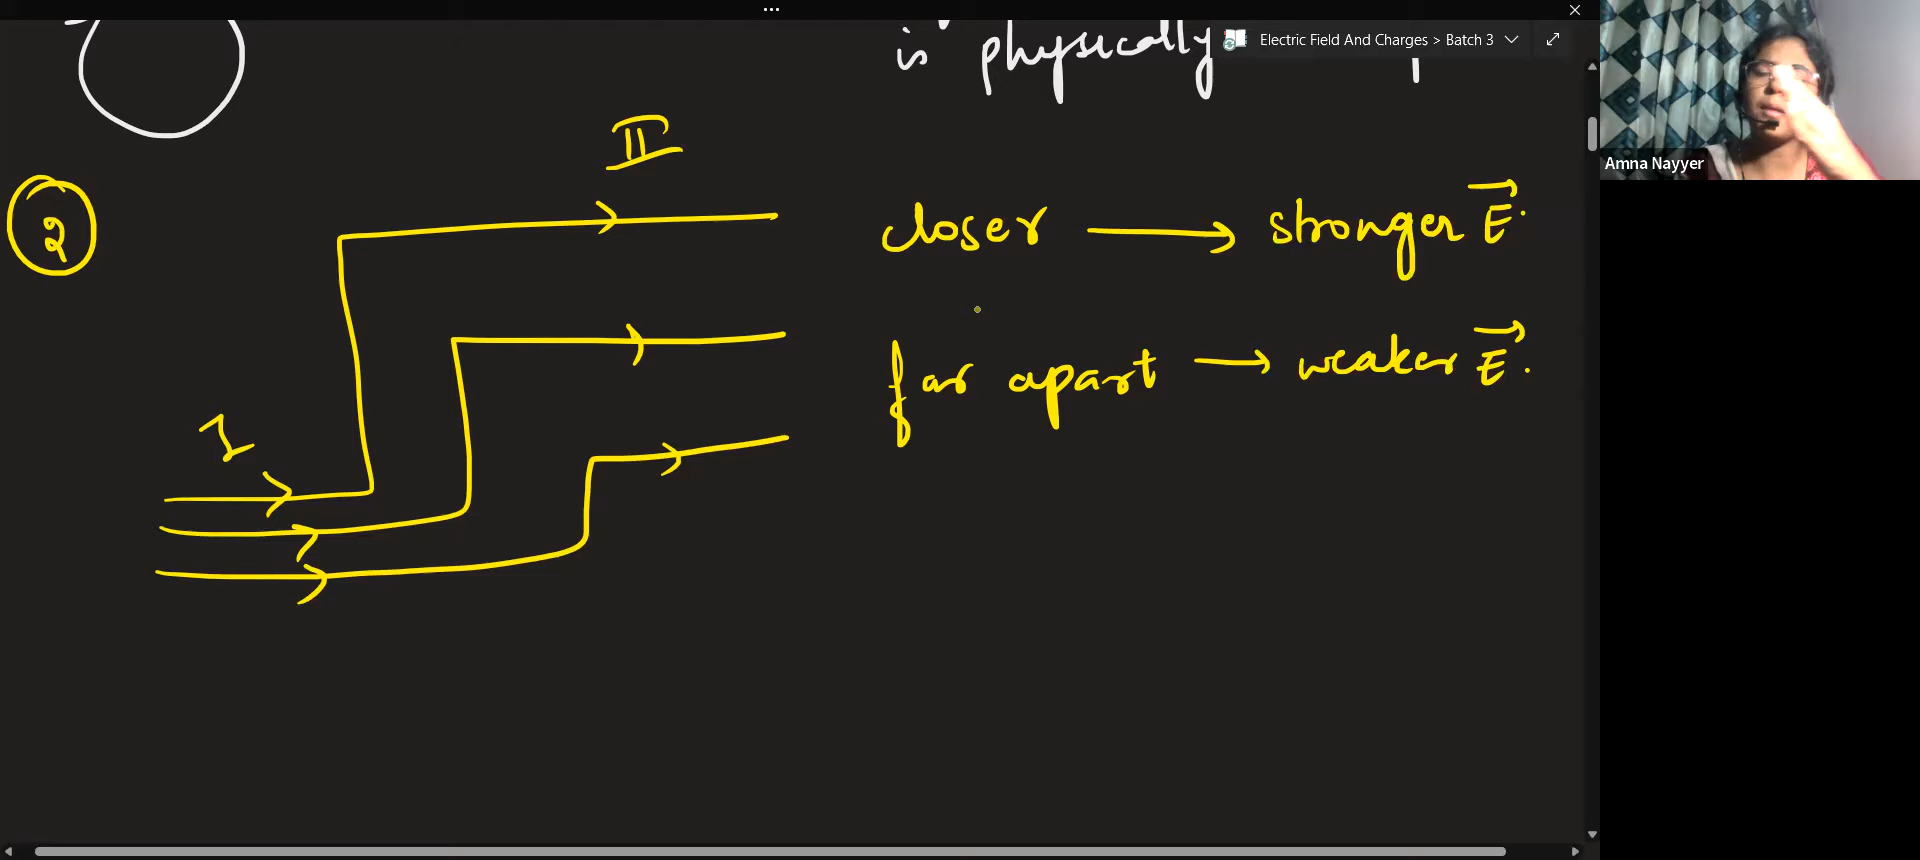 ...
is physically
Electric Field And Charges > Batch 3
Amna Nayyer
II
2
closer → stronger E.
far apart → weaker E.
I